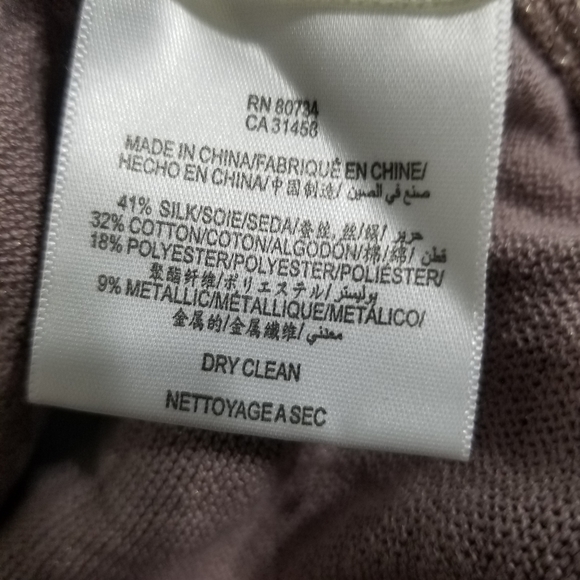 RN 80734
CA 31458
MADE IN CHINA/FABRIQUÉ EN CHINE/
HECHO EN CHINA/中国制造/ صنع في الصين
41% SILK/SOIE/SEDA/蚕丝, 丝/絹/ حرير
32% COTTON/COTON/ALGODÓN/棉/綿/ قطن
18% POLYESTER/POLYESTER/POLIÉSTER/
聚酯纤维/ポリエステル/ بوليستر
9% METALLIC/MÉTALLIQUE/METÁLICO/
金属的/金属繊維/ معدني
DRY CLEAN
NETTOYAGE A SEC